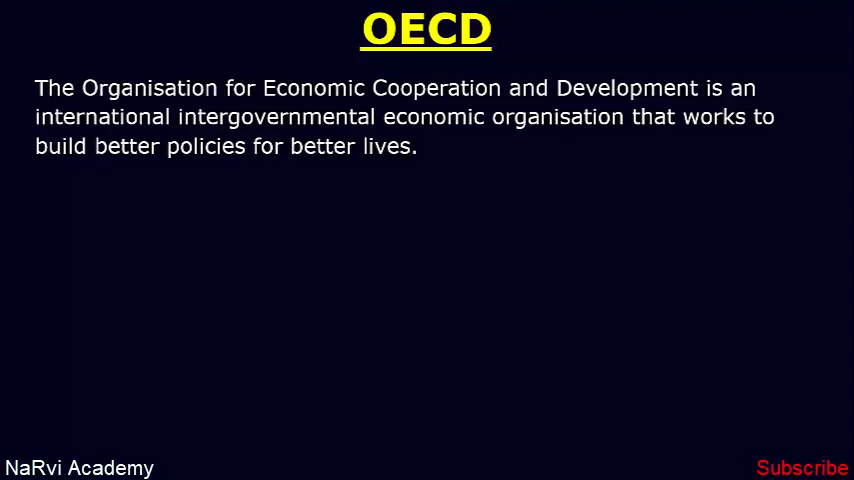 OECD
The Organisation for Economic Cooperation and Development is an
international intergovernmental economic organisation that works to
build better policies for better lives.
NaRvi Academy
Subscribe